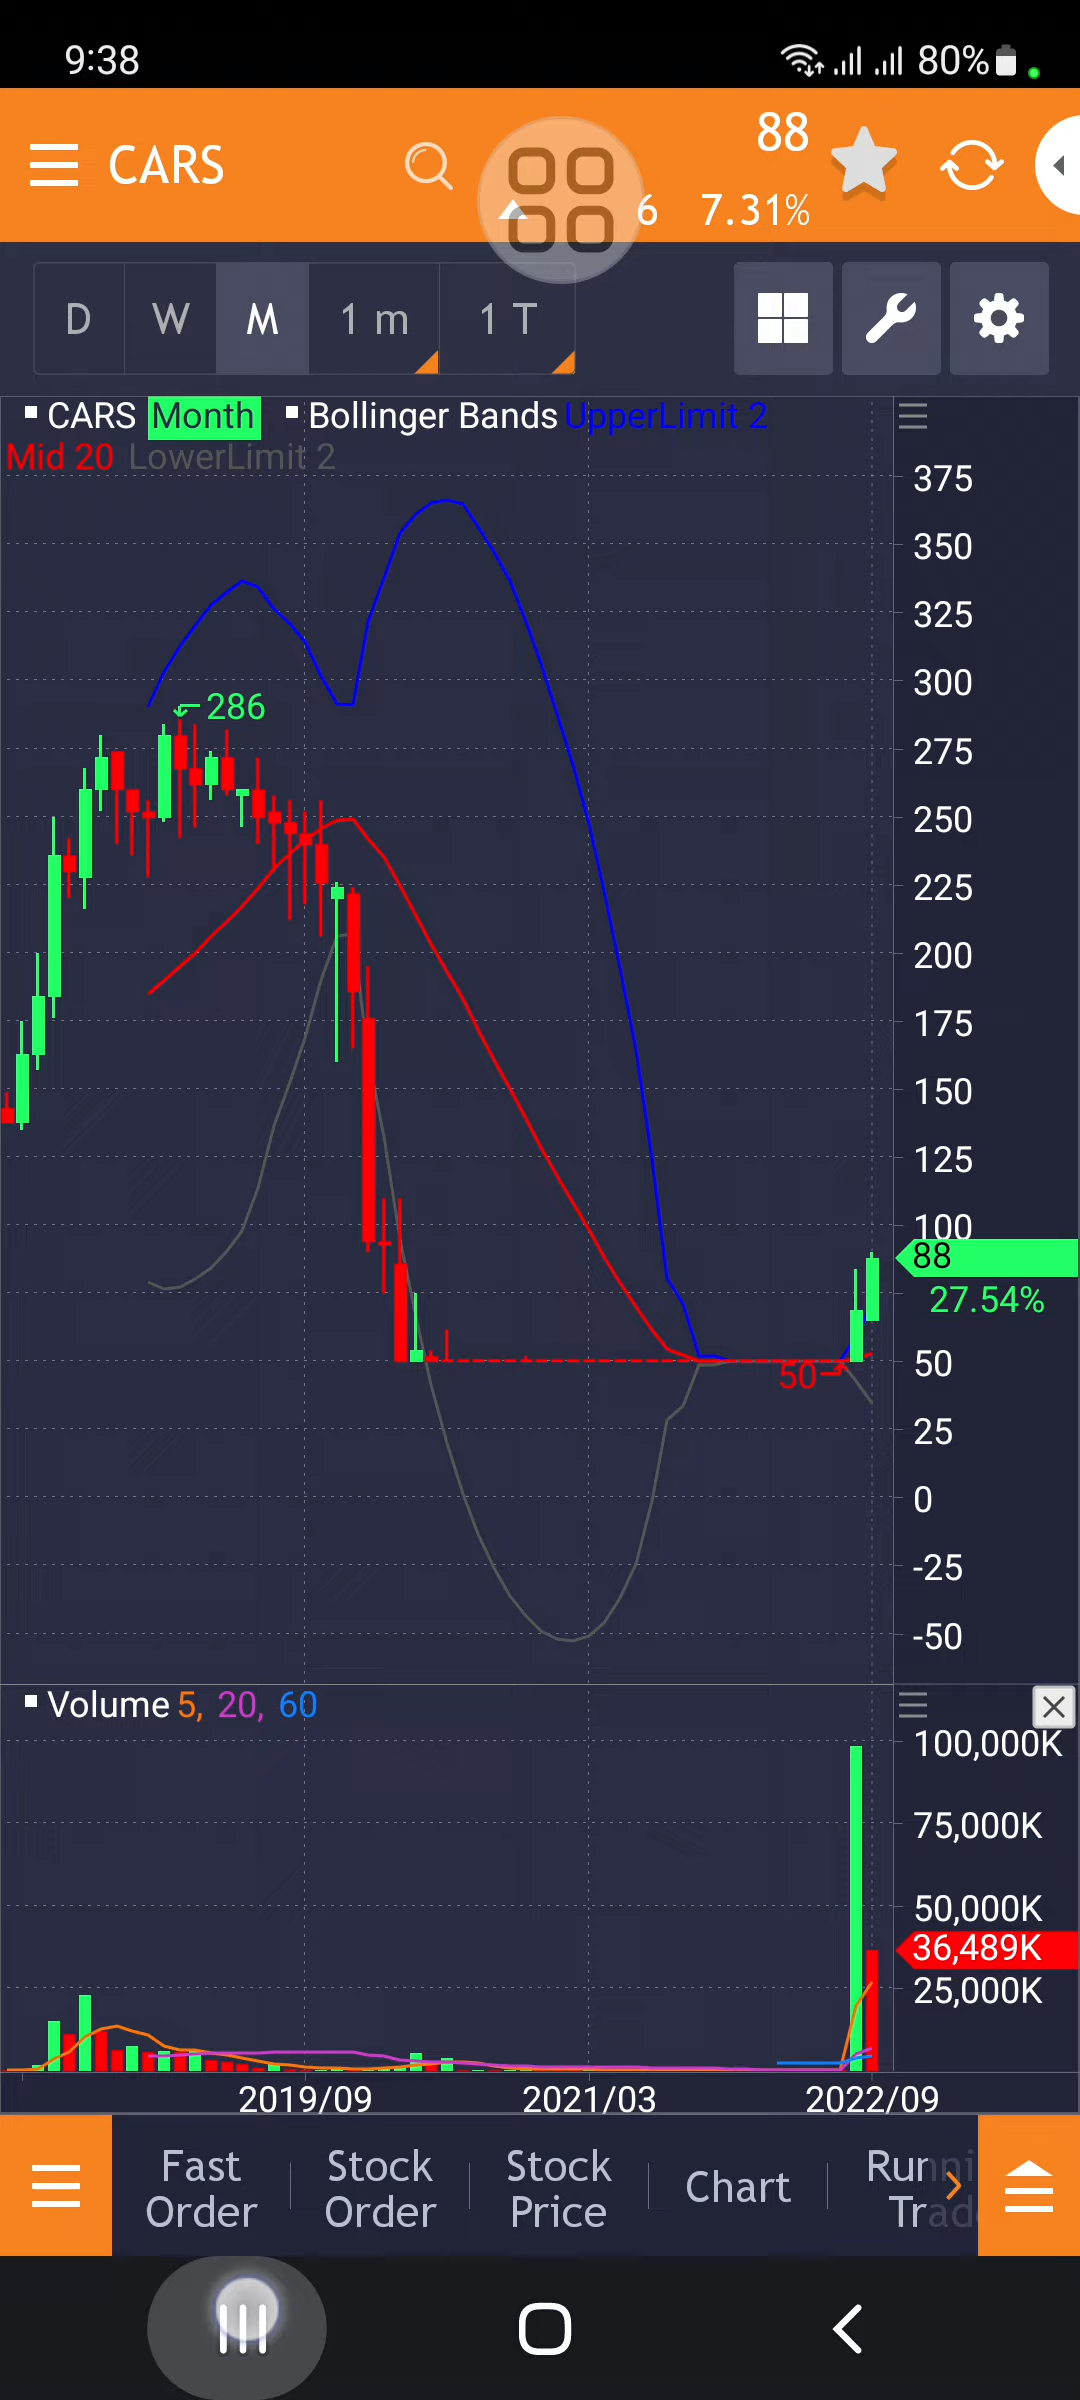 9:38 80%
CARS 88
6 7.31%
D W M 1 m 1 T
CARS Month Bollinger Bands UpperLimit 2
Mid 20 LowerLimit 2
375
350
325
300
286
275
250
225
200
175
150
125
100
88
27.54%
50
50
25
0
-25
-50
Volume 5, 20, 60
100,000K
75,000K
50,000K
36,489K
25,000K
2019/09 2021/03 2022/09
Fast Order Stock Order Stock Price Chart Runni Trade